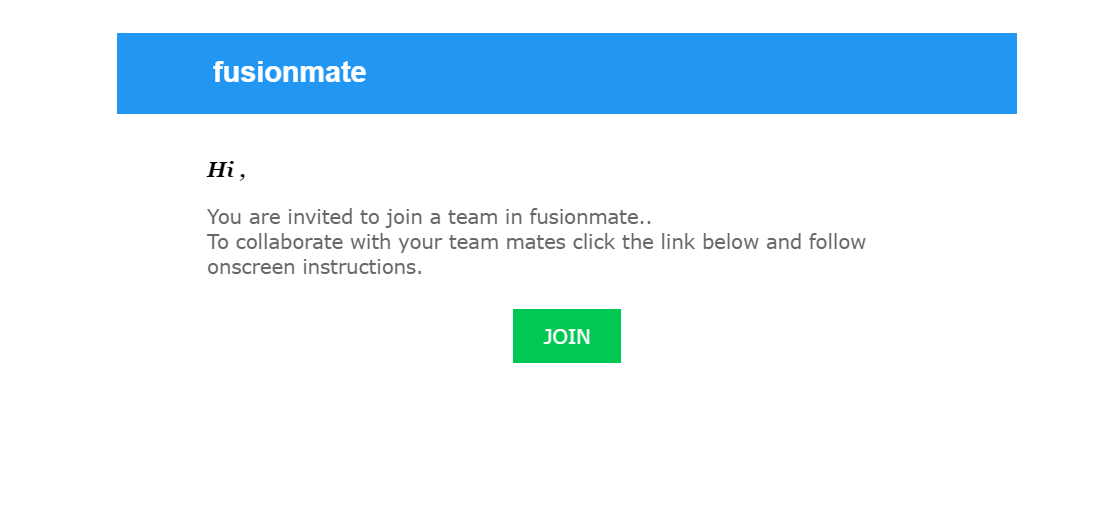 fusionmate
Hi ,
You are invited to join a team in fusionmate..
To collaborate with your team mates click the link below and follow
onscreen instructions.
JOIN